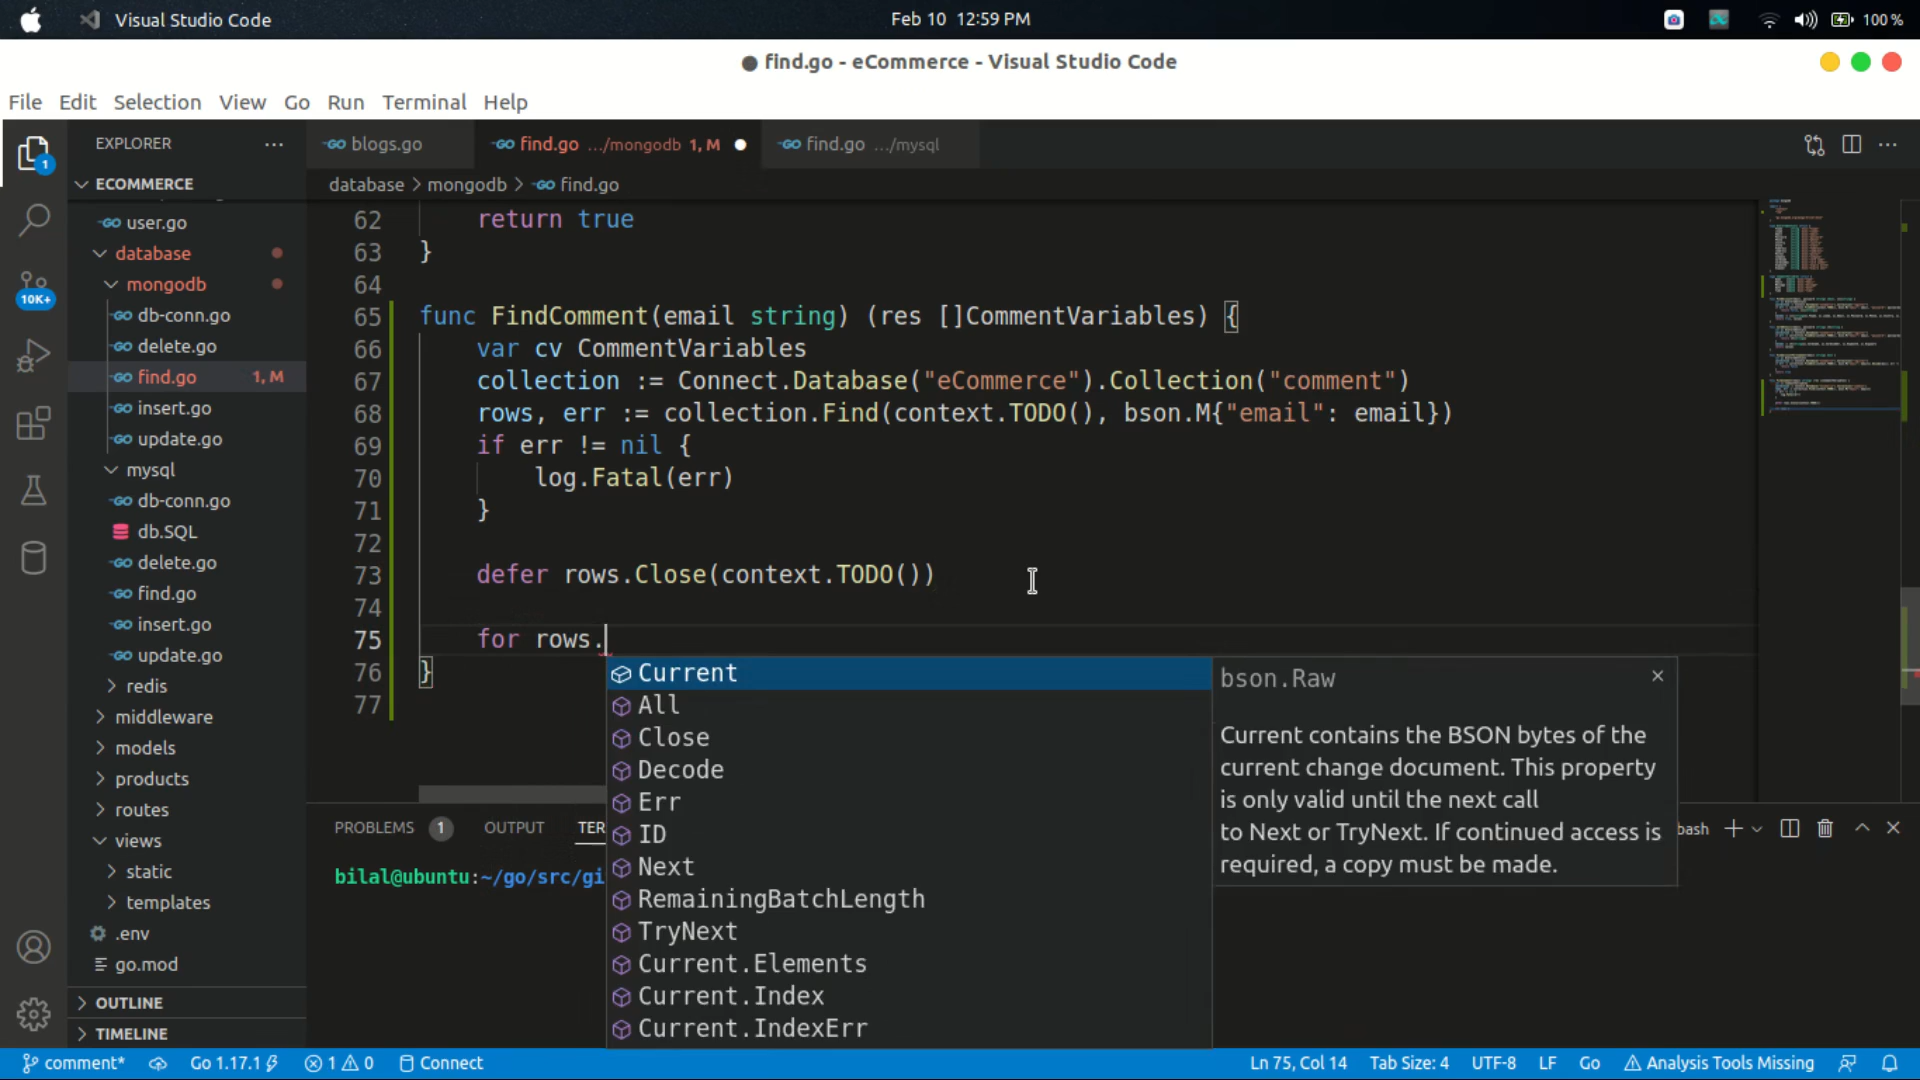 Visual Studio Code
Feb 10 12:59 PM
100 %
find.go - eCommerce - Visual Studio Code
File Edit Selection View Go Run Terminal Help
EXPLORER
blogs.go
find.go .../mongodb 1, M
find.go .../mysql
ECOMMERCE
database > mongodb > find.go
user.go
database
mongodb
db-conn.go
delete.go
find.go 1, M
insert.go
update.go
mysql
db-conn.go
db.SQL
delete.go
find.go
insert.go
update.go
redis
middleware
models
products
routes
views
static
templates
.env
go.mod
OUTLINE
TIMELINE
1
10K+
62 return true
63 }
64
65 func FindComment(email string) (res []CommentVariables) {
66 var cv CommentVariables
67 collection := Connect.Database("eCommerce").Collection("comment")
68 rows, err := collection.Find(context.TODO(), bson.M{"email": email})
69 if err != nil {
70 log.Fatal(err)
71 }
72
73 defer rows.Close(context.TODO())
74
75 for rows.
76 }
77
Current
All
Close
Decode
Err
ID
Next
RemainingBatchLength
TryNext
Current.Elements
Current.Index
Current.IndexErr
bson.Raw
Current contains the BSON bytes of the
current change document. This property
is only valid until the next call
to Next or TryNext. If continued access is
required, a copy must be made.
PROBLEMS 1 OUTPUT TER
bash
bilal@ubuntu:~/go/src/gi
comment* Go 1.17.1 1 0 Connect
Ln 75, Col 14 Tab Size: 4 UTF-8 LF Go Analysis Tools Missing